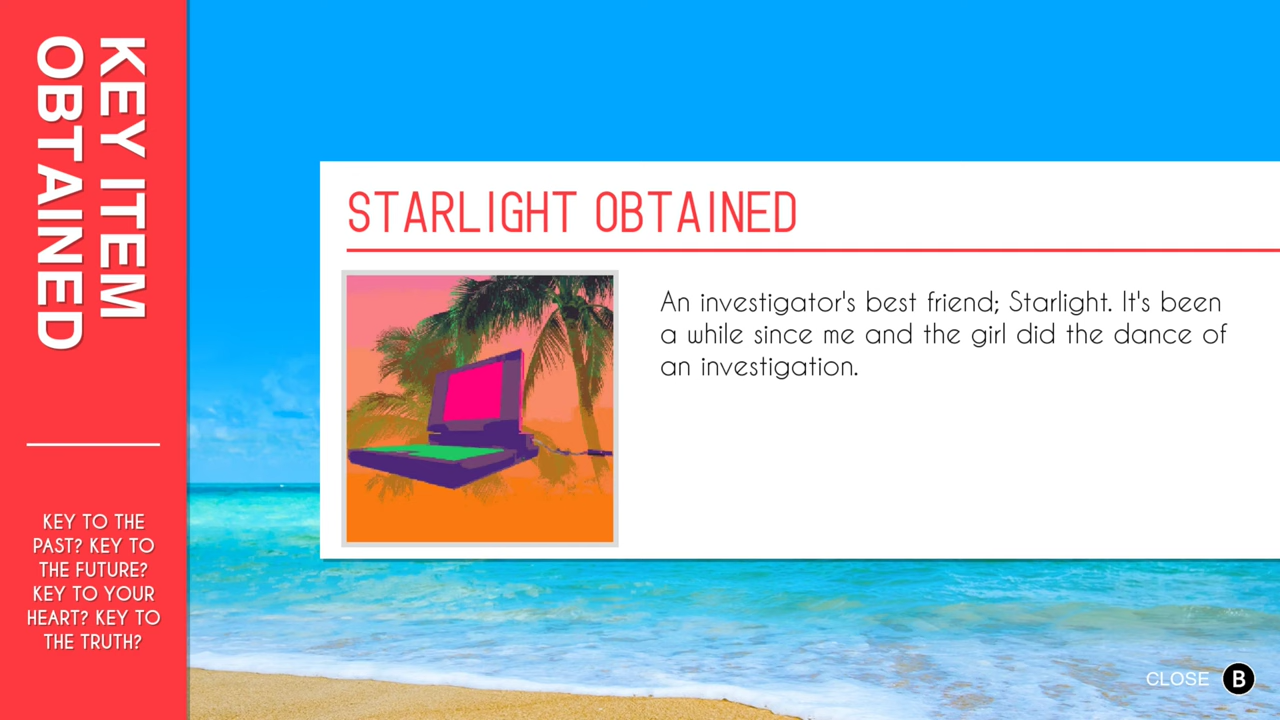 KEY ITEM
OBTAINED
KEY TO THE
PAST? KEY TO
THE FUTURE?
KEY TO YOUR
HEART? KEY TO
THE TRUTH?
STARLIGHT OBTAINED
An investigator's best friend; Starlight. It's been
a while since me and the girl did the dance of
an investigation.
CLOSE B